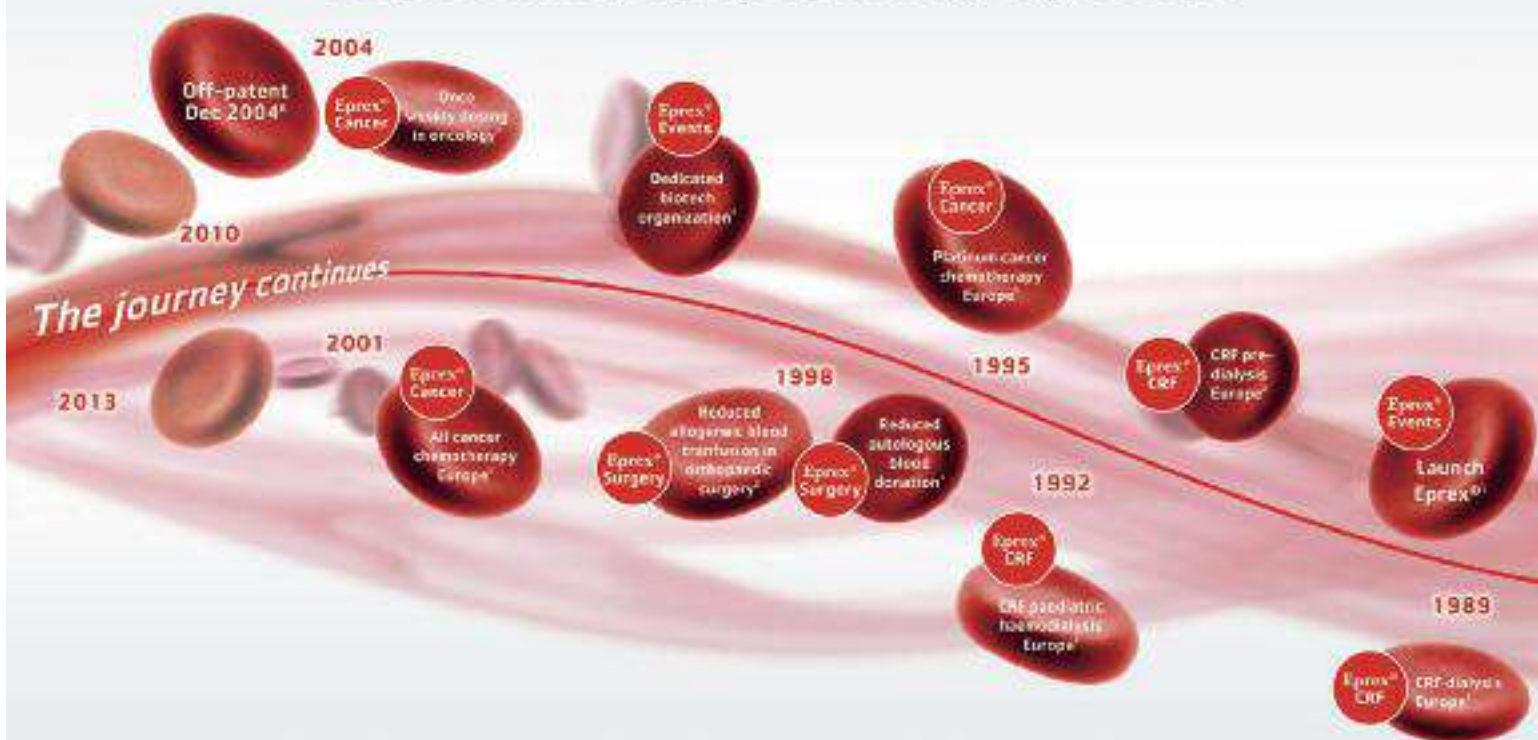 2004
Off-patent
Dec 2004
Eprex®
Cancer
Once
weekly dosing
in oncology
Eprex®
Events
Dedicated
biotech
organization
Eprex®
Cancer
Platinum cancer
chemotherapy
Europe
2010
The journey continues
2013
2001
Eprex®
Cancer
All cancer
chemotherapy
Europe
1998
Eprex®
Surgery
Reduced
allogeneic blood
tranfusion in
orthopaedic
surgery
Eprex®
Surgery
Reduced
autologous
blood
donation
1995
Eprex®
CRF
CRF pre-
dialysis
Europe
Eprex®
Events
Launch
Eprex®
1992
Eprex®
CRF
CRF paediatric
haemodialysis
Europe
1989
Eprex®
CRF
CRF-dialysis
Europe